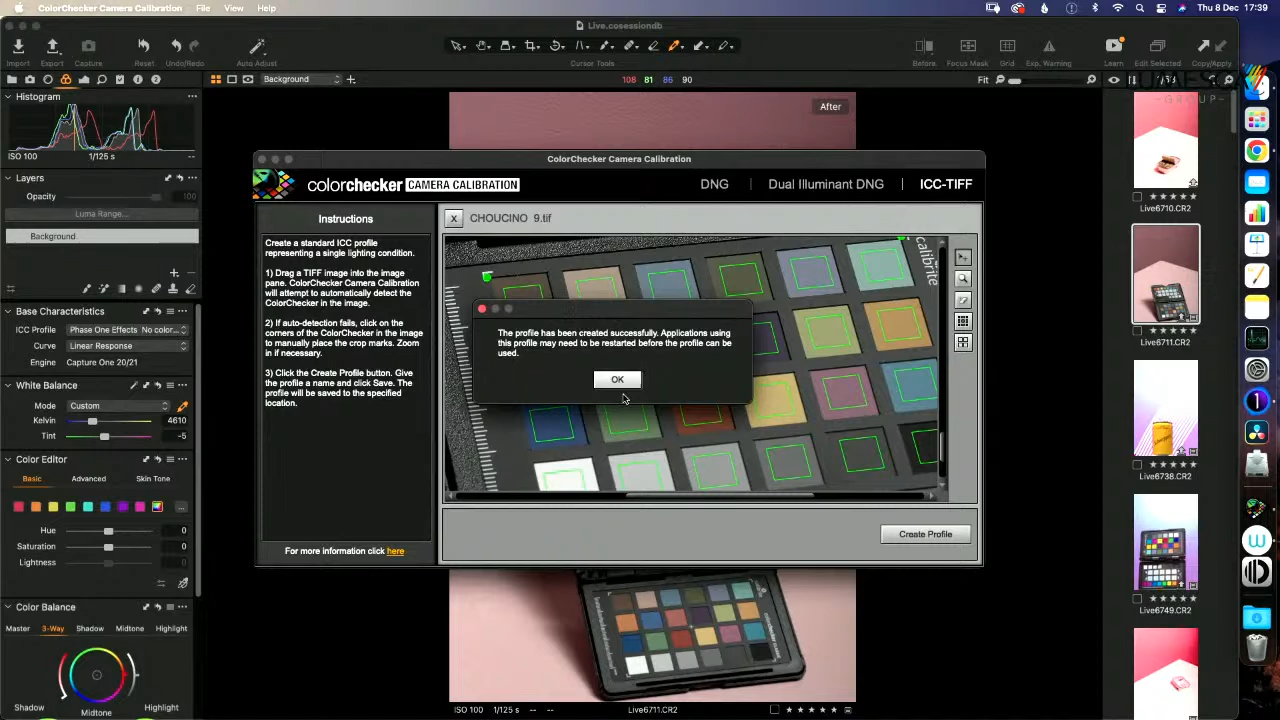 ColorChecker Camera Calibration File Camera Calibration View Help
Thu 8 Dec 17:39
Live.cosessiondb
Import Export Capture Reset Undo/Redo Auto Adjust Cursor Tools Before Focus Mask Grid Exp. Warning Learn Edit Selected Copy/Apply
Background
108 81 86 90
Fit
Histogram
ISO 100 1/125 s --
Layers
Opacity 100
Luma Range...
Background
Base Characteristics
ICC Profile Phone One Effects No color...
Curve Linear Response
Engine Capture One 20/21
White Balance
Mode Custom
Kelvin 4610
Tint -5
Color Editor
Basic Advanced Skin Tone
Hue 0
Saturation 0
Lightness 0
Color Balance
Master 3-Way Shadow Midtone Highlight
Shadow Midtone Highlight
After
ColorChecker Camera Calibration
colorchecker CAMERA CALIBRATION
DNG | Dual Illuminant DNG | ICC-TIFF
Instructions
Create a standard ICC profile
representing a single lighting condition.
1) Drag a TIFF image into the image
pane. ColorChecker Camera Calibration
will attempt to automatically detect the
ColorChecker in the image.
2) If auto-detection fails, click on the
corners of the ColorChecker in the image
to manually place the crop marks. Zoom
in if necessary.
3) Click the Create Profile button. Give
the profile a name and click Save. The
profile will be saved to the specified
location.
For more information click here
X CHOUCINO 9.tif
calibrite
The profile has been created successfully. Applications using
this profile may need to be restarted before the profile can be
used.
OK
Create Profile
ISO 100 1/125 s -- --
Live6711.CR2
GROUP
Live6710.CR2
Live6711.CR2
Live6738.CR2
Live6749.CR2